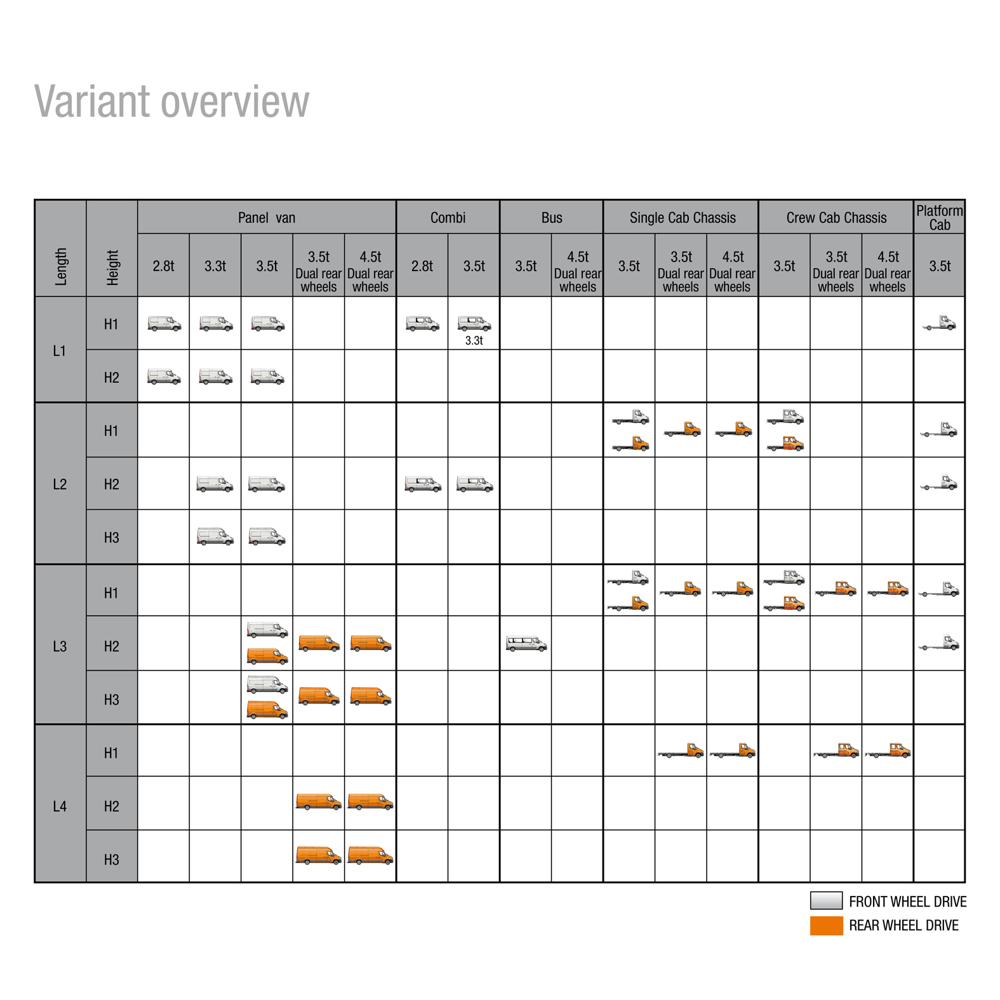 Variant overview
Length
Height
Panel van
Combi
Bus
Single Cab Chassis
Crew Cab Chassis
Platform
Cab
2.8t
3.3t
3.5t
3.5t
Dual rear
wheels
4.5t
Dual rear
wheels
2.8t
3.5t
3.5t
4.5t
Dual rear
wheels
3.5t
3.5t
Dual rear
wheels
4.5t
Dual rear
wheels
3.5t
3.5t
Dual rear
wheels
4.5t
Dual rear
wheels
3.5t
L1
H1
3.3t
H2
L2
H1
H2
H3
L3
H1
H2
H3
L4
H1
H2
H3
FRONT WHEEL DRIVE
REAR WHEEL DRIVE